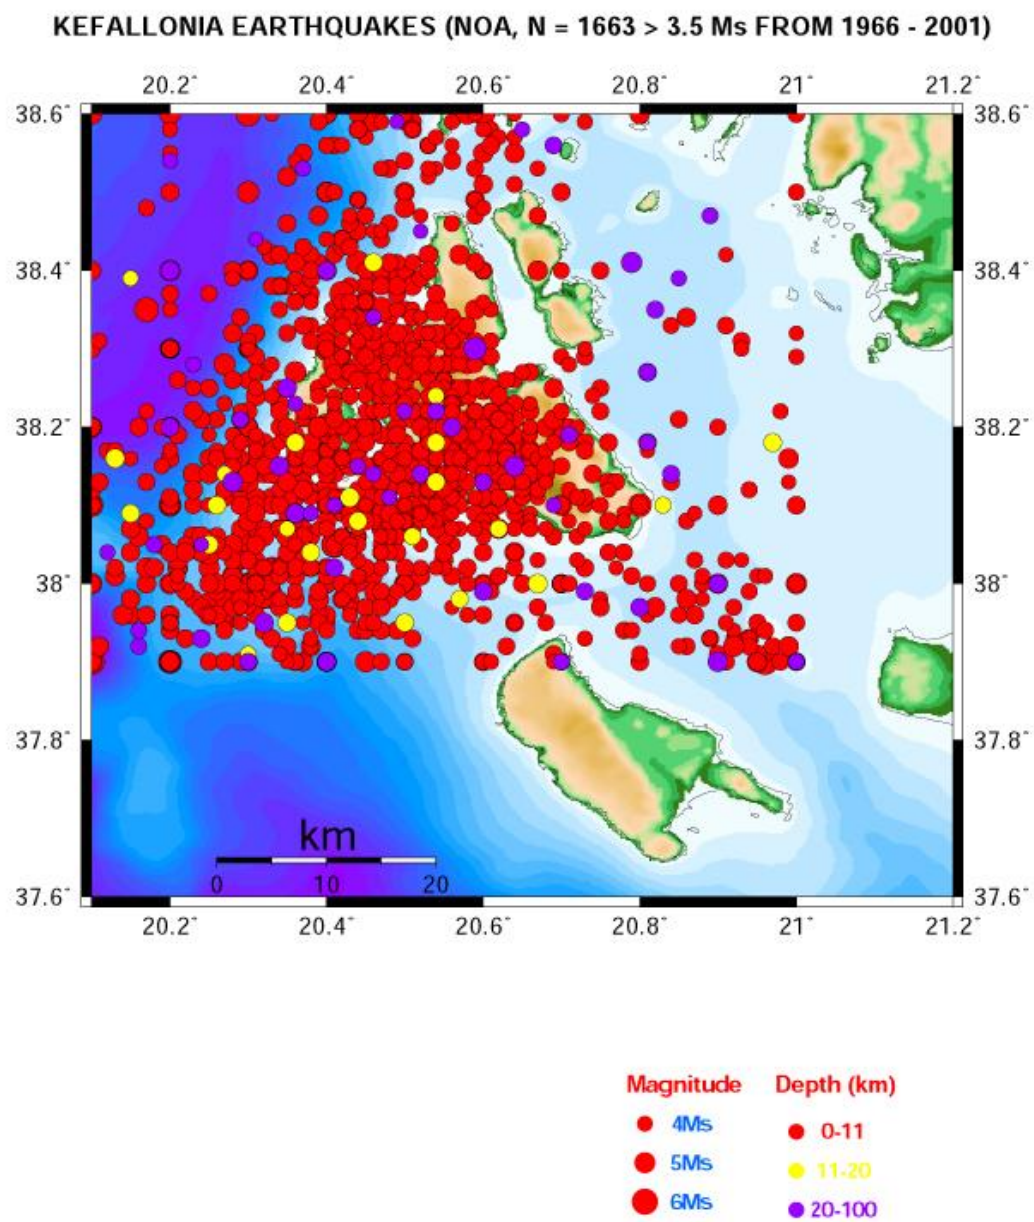 KEFALLONIA EARTHQUAKES (NOA, N = 1663 > 3.5 Ms FROM 1966 - 2001)
20.2° 20.4° 20.6° 20.8° 21° 21.2°
38.6° 38.6°
38.4° 38.4°
38.2° 38.2°
38° 38°
37.8° 37.8°
km
0 10 20
37.6° 37.6°
20.2° 20.4° 20.6° 20.8° 21° 21.2°
Magnitude Depth (km)
4Ms 0-11
5Ms 11-20
6Ms 20-100